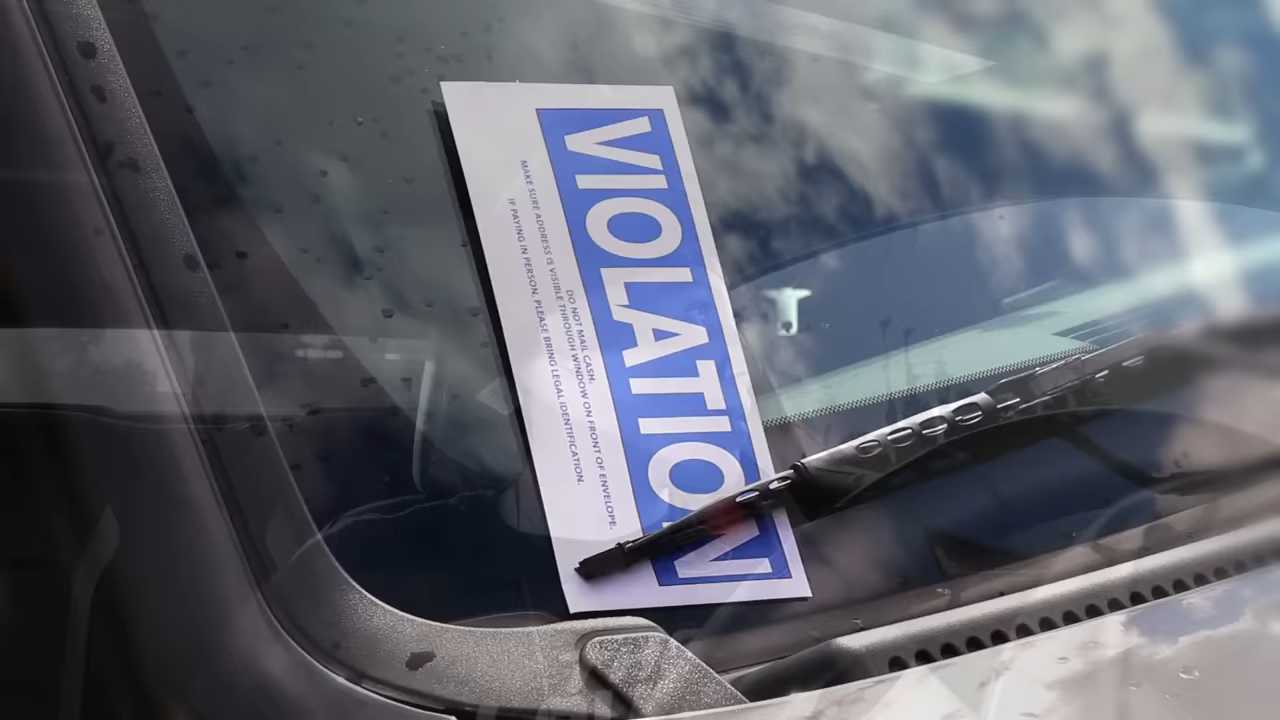 VIOLATION
DO NOT MAIL CASH.
MAKE SURE ADDRESS IS VISIBLE THROUGH WINDOW ON FRONT OF ENVELOPE.
IF PAYING IN PERSON, PLEASE BRING LEGAL IDENTIFICATION.